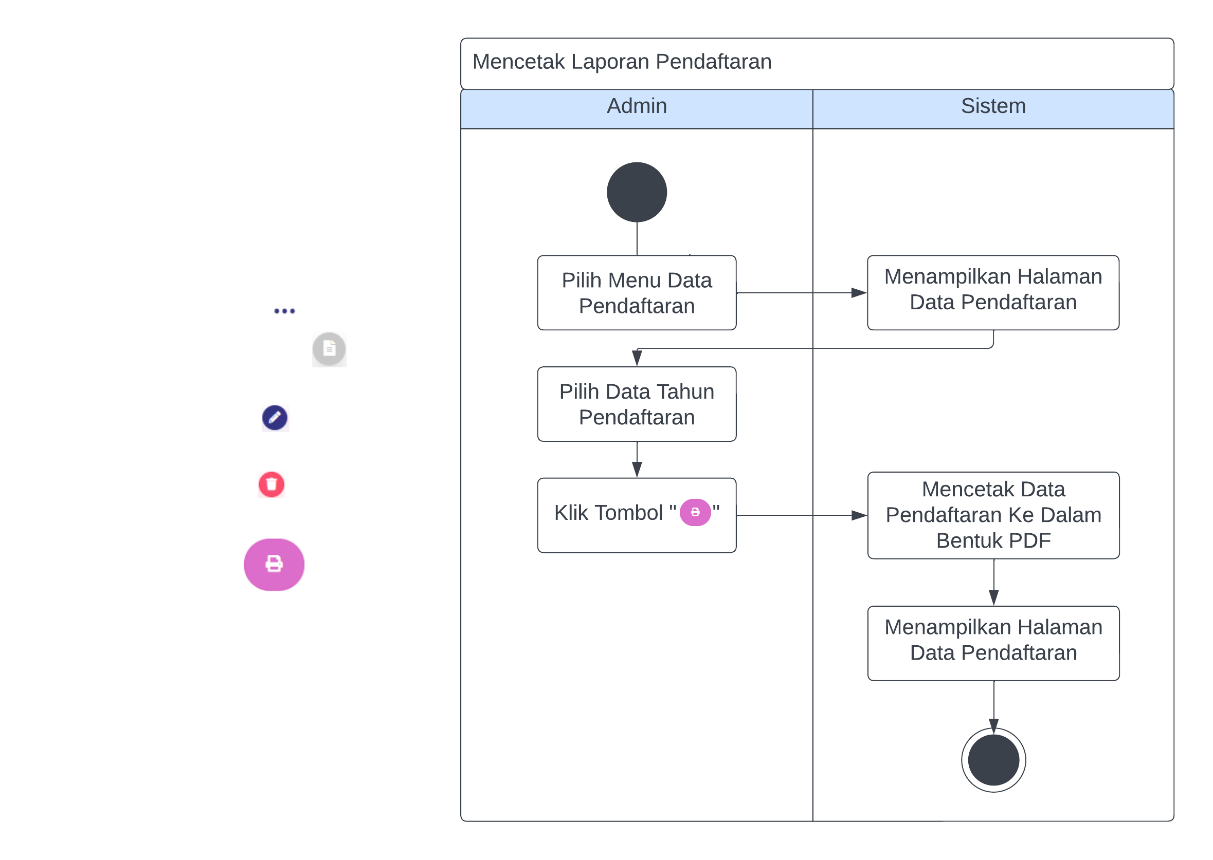 Mencetak Laporan Pendaftaran
Admin
Sistem
Pilih Menu Data
Pendaftaran
Menampilkan Halaman
Data Pendaftaran
Pilih Data Tahun
Pendaftaran
Klik Tombol " "
Mencetak Data
Pendaftaran Ke Dalam
Bentuk PDF
Menampilkan Halaman
Data Pendaftaran